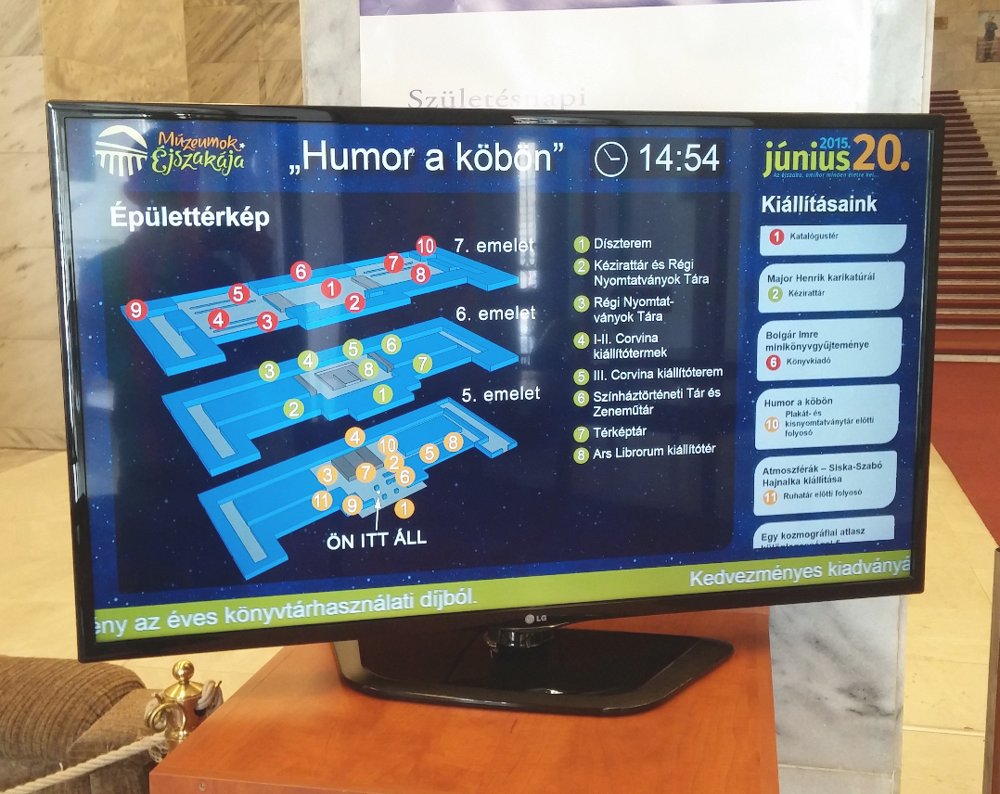 Születésnapi
Múzeumok
Éjszakája
„Humor a köbön”
14:54
2015.
június 20.
Az éjszaka, amikor minden életre kel...
Épülettérkép
7. emelet
10
7
8
6
1
5
2
4
3
9
6. emelet
6
5
4
8
7
3
1
2
5. emelet
4
10
8
2
5
3
7
6
11
9
1
ÖN ITT ÁLL
1 Díszterem
2 Kézirattár és Régi
Nyomtatványok Tára
3 Régi Nyomtat-
ványok Tára
4 I-II. Corvina
kiállítótermek
5 III. Corvina kiállítóterem
6 Színháztörténeti Tár és
Zeneműtár
7 Térképtár
8 Ars Librorum kiállítótér
Kiállításaink
1 Katalógustér
Major Henrik karikatúrái
2 Kézirattár
Bolgár Imre
minikönyvgyűjteménye
6 Könyvkiadó
Humor a köbön
10 Plakát- és
kisnyomtatványtár előtti
folyosó
Atmoszférák – Siska-Szabó
Hajnalka kiállítása
11 Ruhatár előtti folyosó
Egy kozmográfiai atlasz
ény az éves könyvtárhasználati díjból.
Kedvezményes kiadványá
LG